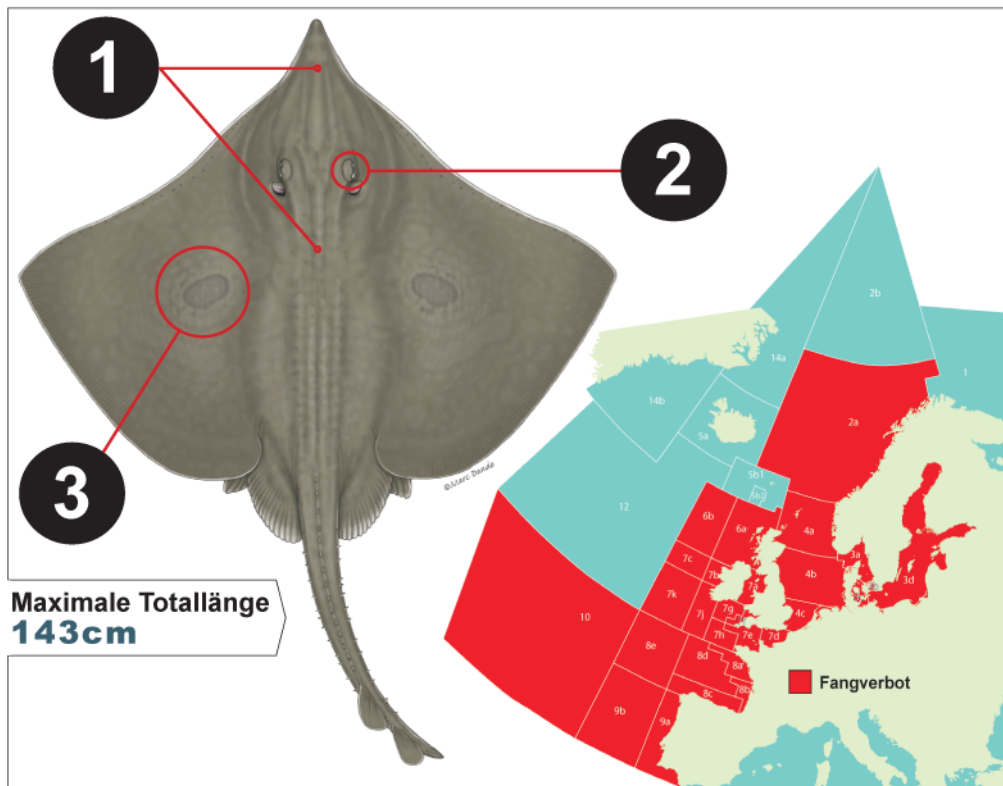 1
2
3
©Marc Dando
Maximale Totallänge
143cm
2b
1
14a
14b
2a
5a
5b1
5b2
12
6b
6a
4a
3a
7c
7b
7a
4b
3d
7k
7j
7g
4c
10
7h
7e
7d
8e
8d
8a
8c
8b
9b
9a
Fangverbot